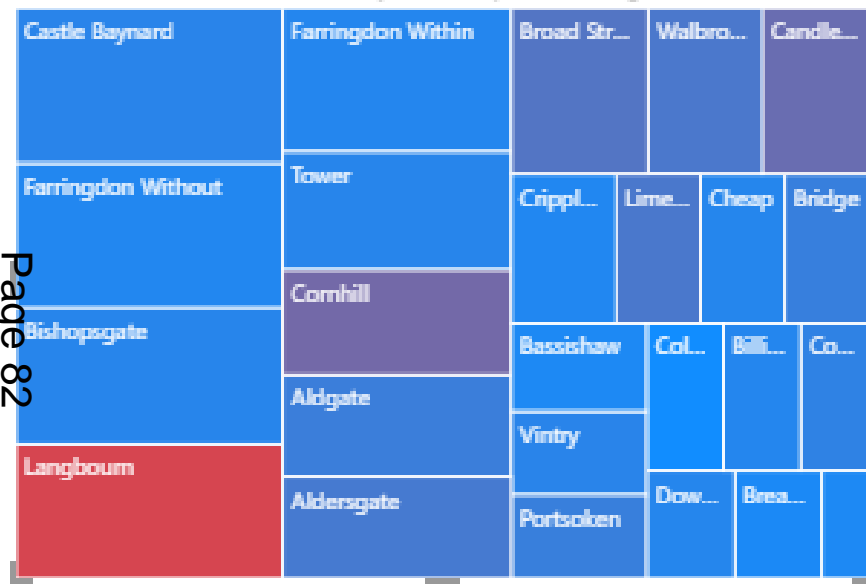 Castle Baynard
Farringdon Without
Bishopsgate
Langbourn
Farringdon Within
Tower
Cornhill
Aldgate
Aldersgate
Broad Str...
Walbro...
Candle...
Crippl...
Lime...
Cheap
Bridge
Bassishaw
Vintry
Portsoken
Col...
Billi...
Co...
Dow...
Brea...
Page 82